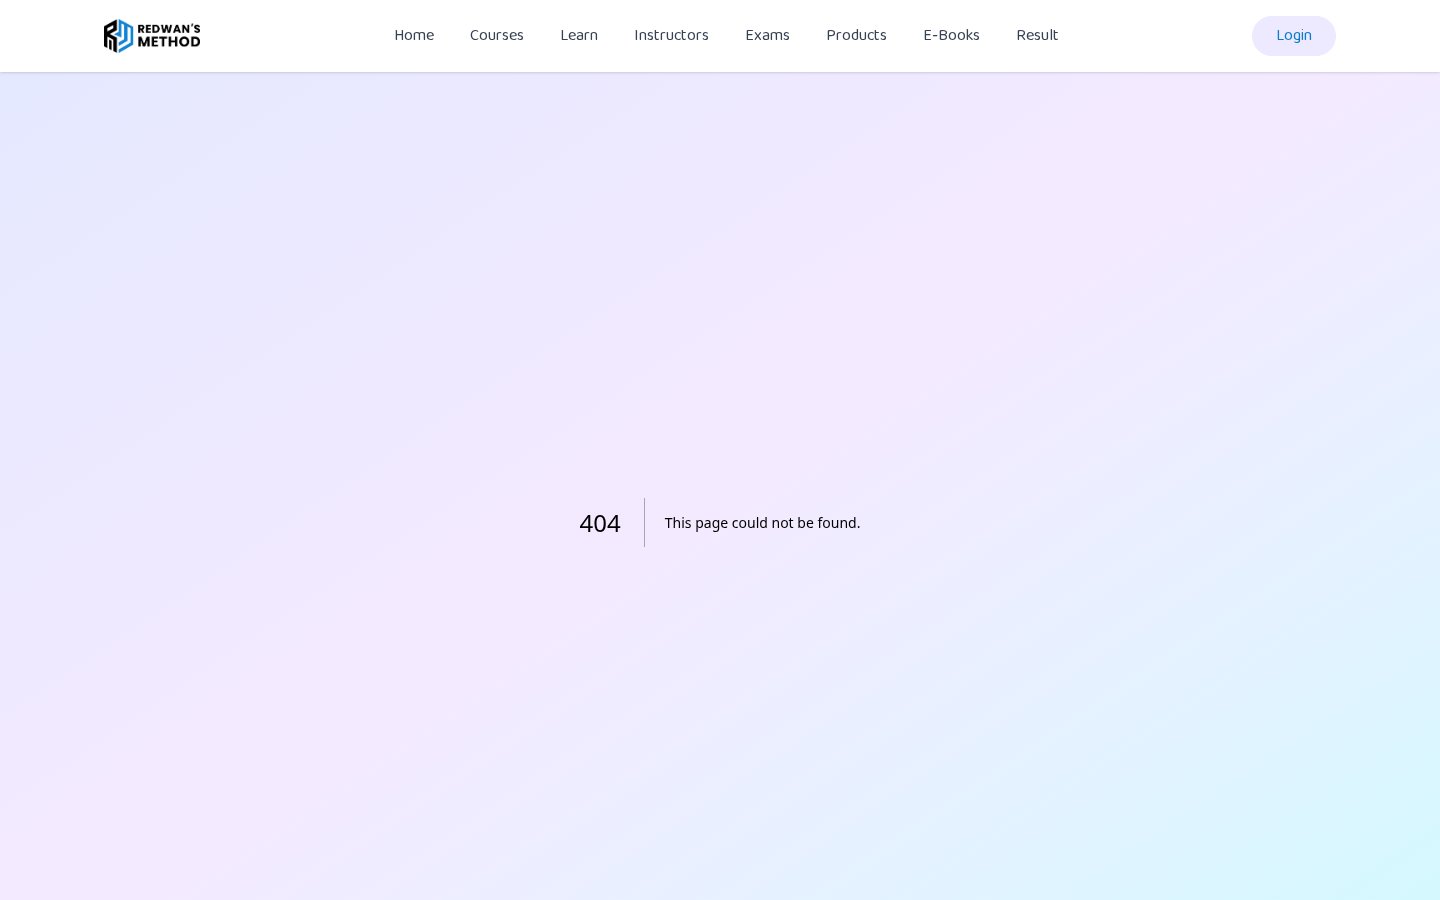 REDWAN'S
METHOD
Home Courses Learn Instructors Exams Products E-Books Result Login
404
This page could not be found.